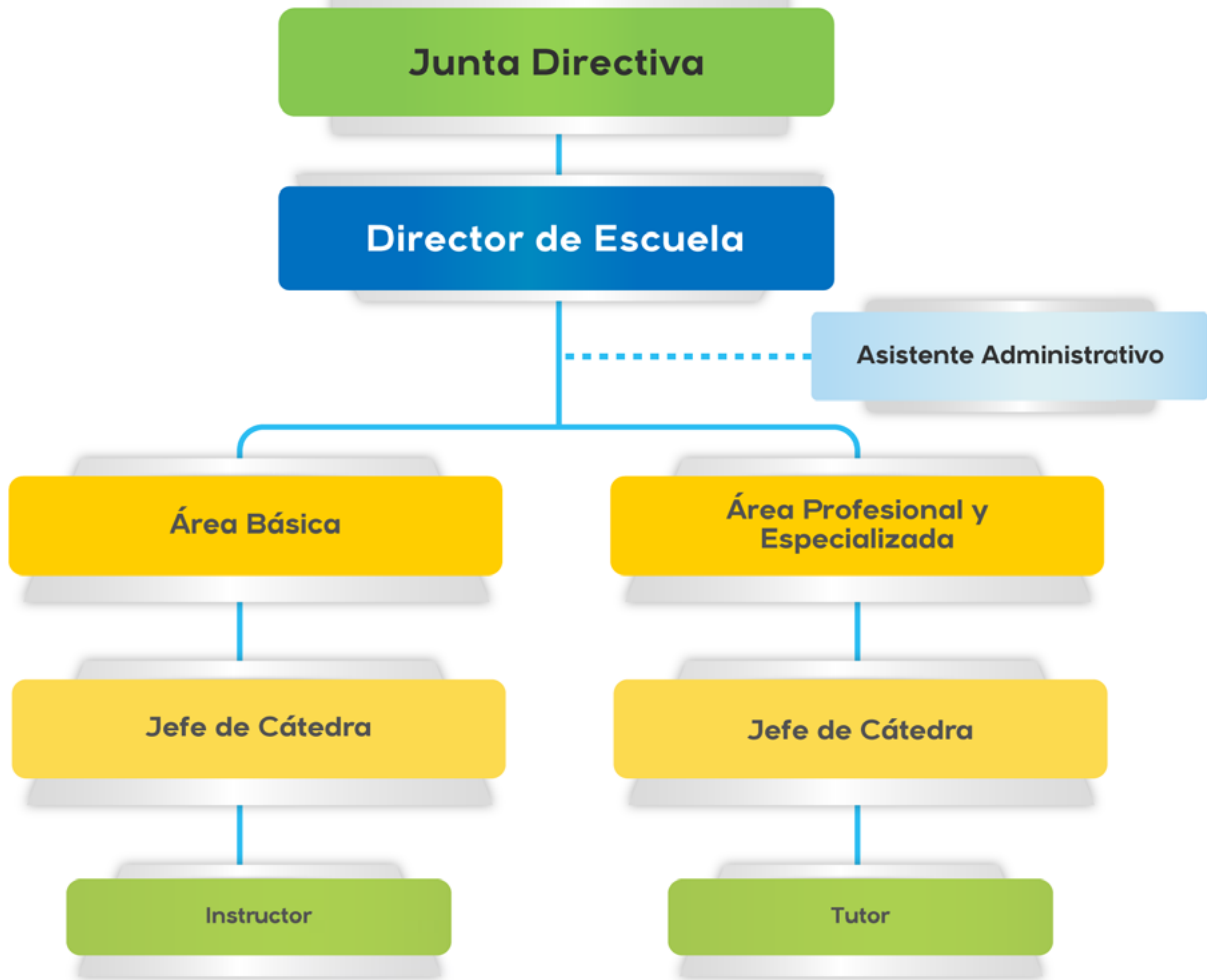 Junta Directiva
Director de Escuela
Asistente Administrativo
Área Básica
Área Profesional y
Especializada
Jefe de Cátedra
Jefe de Cátedra
Instructor
Tutor